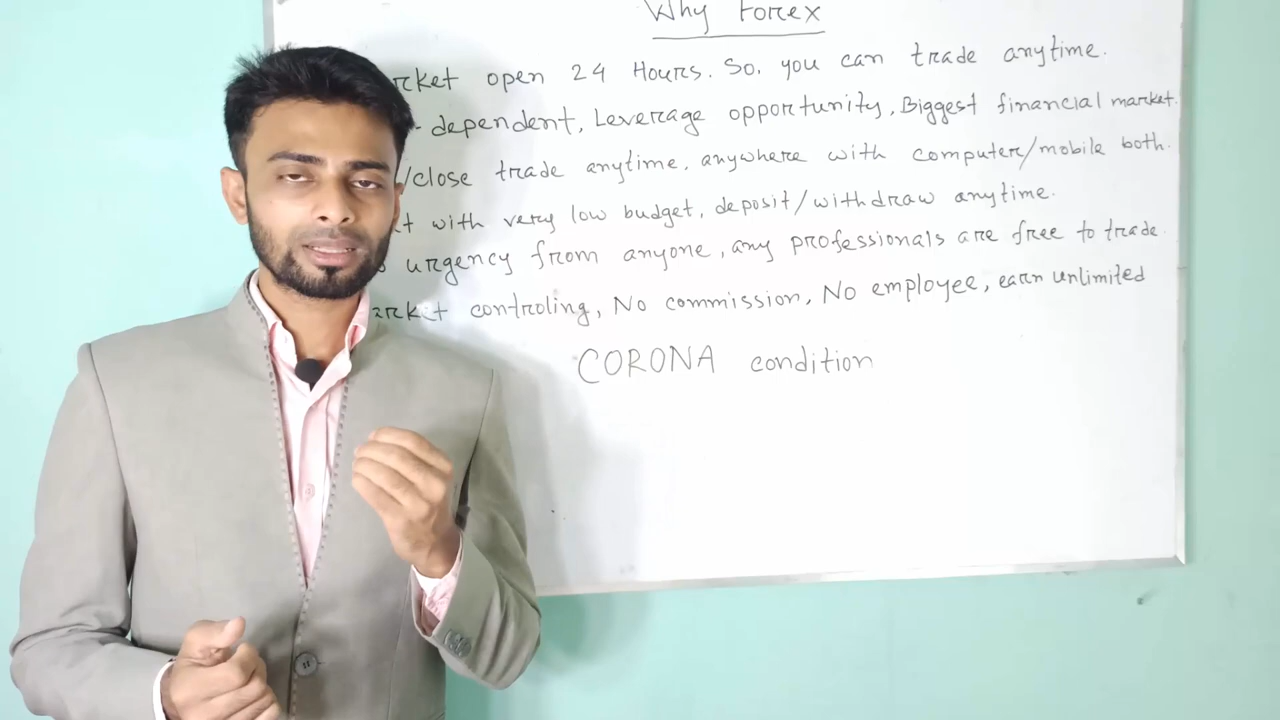 Why Forex
rket open 24 Hours. So, you can trade anytime.
- dependent, Leverage opportunity, Biggest financial market.
/close trade anytime, anywhere with computer/mobile both.
t with very low budget, deposit/withdraw anytime.
urgency from anyone, any professionals are free to trade.
arket controling, No commission, No employee, earn unlimited
CORONA condition